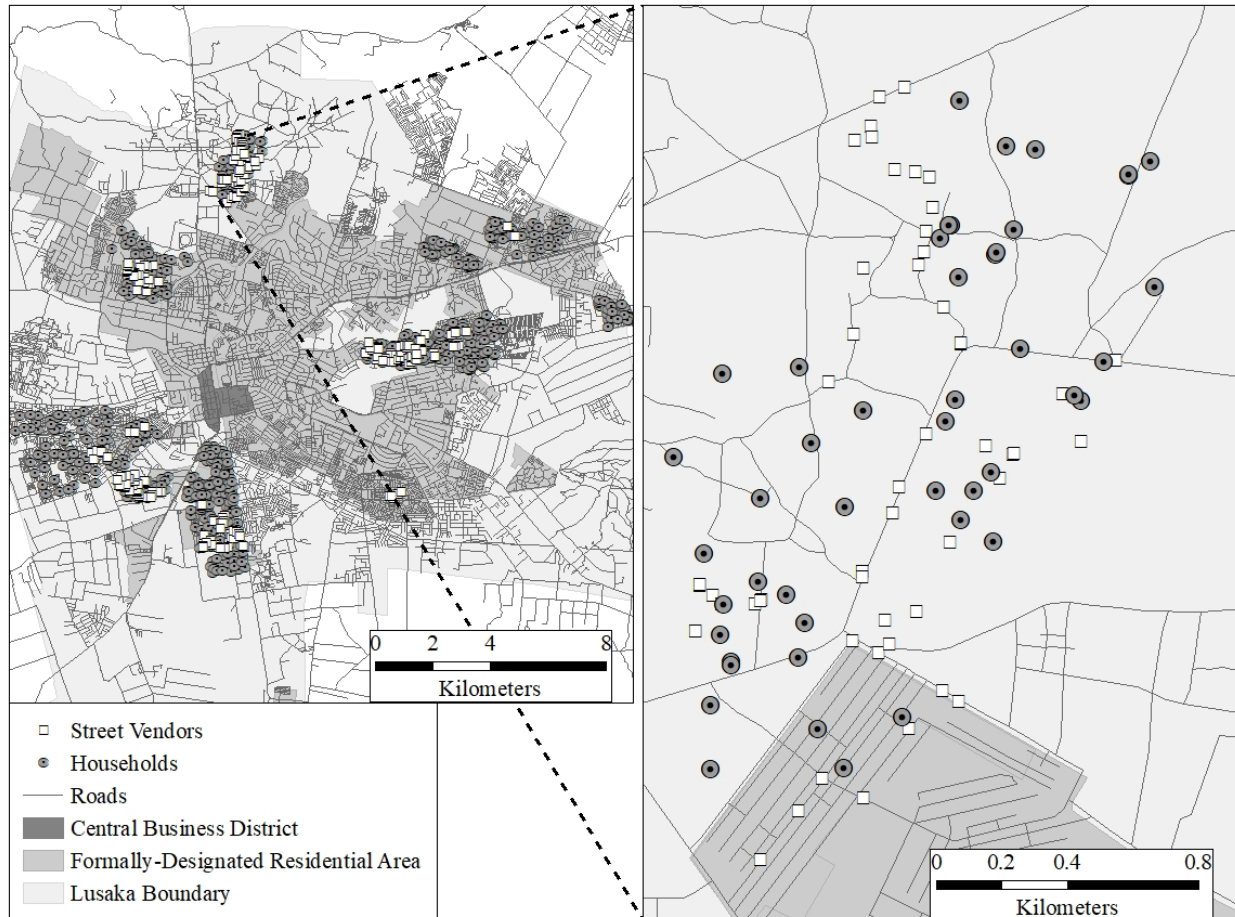 0 2 4 8
Kilometers
Street Vendors
Households
Roads
Central Business District
Formally-Designated Residential Area
Lusaka Boundary
0 0.2 0.4 0.8
Kilometers